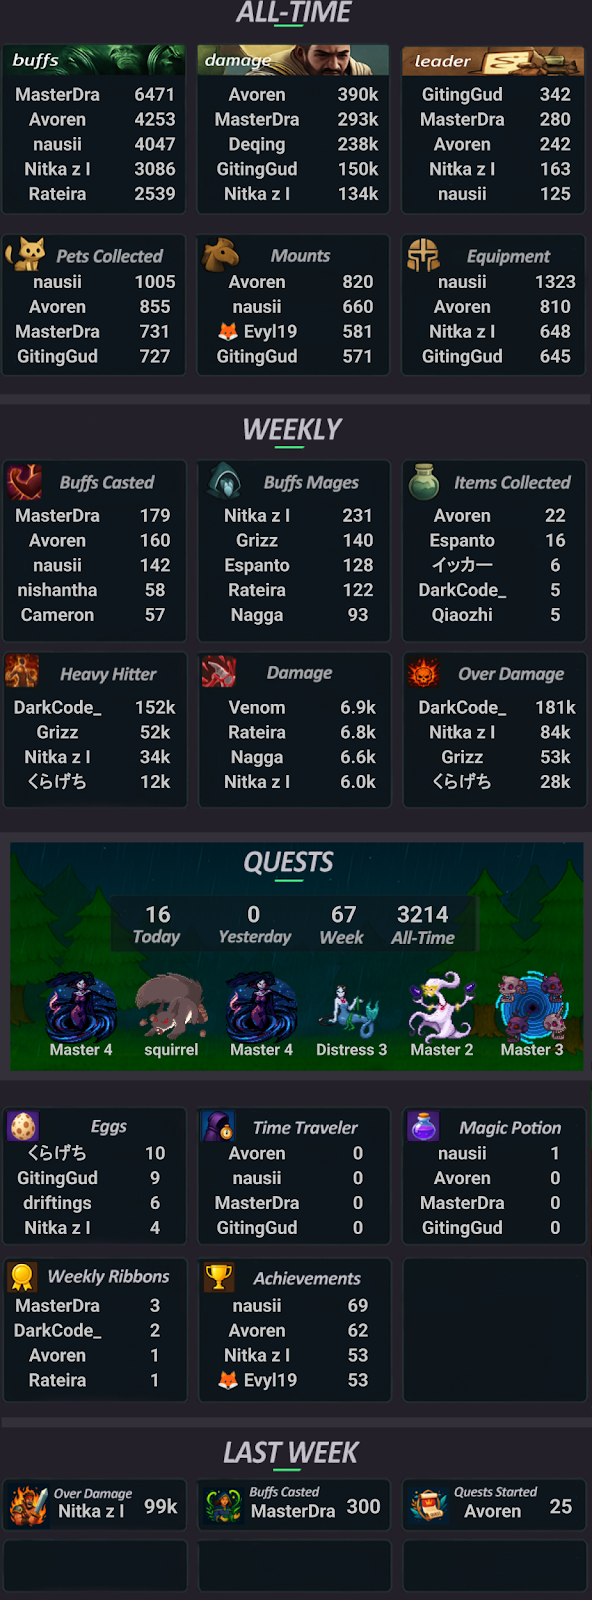 ALL-TIME
buffs
MasterDra 6471
Avoren 4253
nausii 4047
Nitka z I 3086
Rateira 2539
damage
Avoren 390k
MasterDra 293k
Deqing 238k
GitingGud 150k
Nitka z I 134k
leader
GitingGud 342
MasterDra 280
Avoren 242
Nitka z I 163
nausii 125
Pets Collected
nausii 1005
Avoren 855
MasterDra 731
GitingGud 727
Mounts
Avoren 820
nausii 660
🦊 Evyl19 581
GitingGud 571
Equipment
nausii 1323
Avoren 810
Nitka z I 648
GitingGud 645
WEEKLY
Buffs Casted
MasterDra 179
Avoren 160
nausii 142
nishantha 58
Cameron 57
Buffs Mages
Nitka z I 231
Grizz 140
Espanto 128
Rateira 122
Nagga 93
Items Collected
Avoren 22
Espanto 16
イッカー 6
DarkCode_ 5
Qiaozhi 5
Heavy Hitter
DarkCode_ 152k
Grizz 52k
Nitka z I 34k
くらげち 12k
Damage
Venom 6.9k
Rateira 6.8k
Nagga 6.6k
Nitka z I 6.0k
Over Damage
DarkCode_ 181k
Nitka z I 84k
Grizz 53k
くらげち 28k
QUESTS
16 0 67 3214
Today Yesterday Week All-Time
Master 4 squirrel Master 4 Distress 3 Master 2 Master 3
Eggs
くらげち 10
GitingGud 9
driftings 6
Nitka z I 4
Time Traveler
Avoren 0
nausii 0
MasterDra 0
GitingGud 0
Magic Potion
nausii 1
Avoren 0
MasterDra 0
GitingGud 0
Weekly Ribbons
MasterDra 3
DarkCode_ 2
Avoren 1
Rateira 1
Achievements
nausii 69
Avoren 62
Nitka z I 53
🦊 Evyl19 53
LAST WEEK
Over Damage
Nitka z I 99k
Buffs Casted
MasterDra 300
Quests Started
Avoren 25